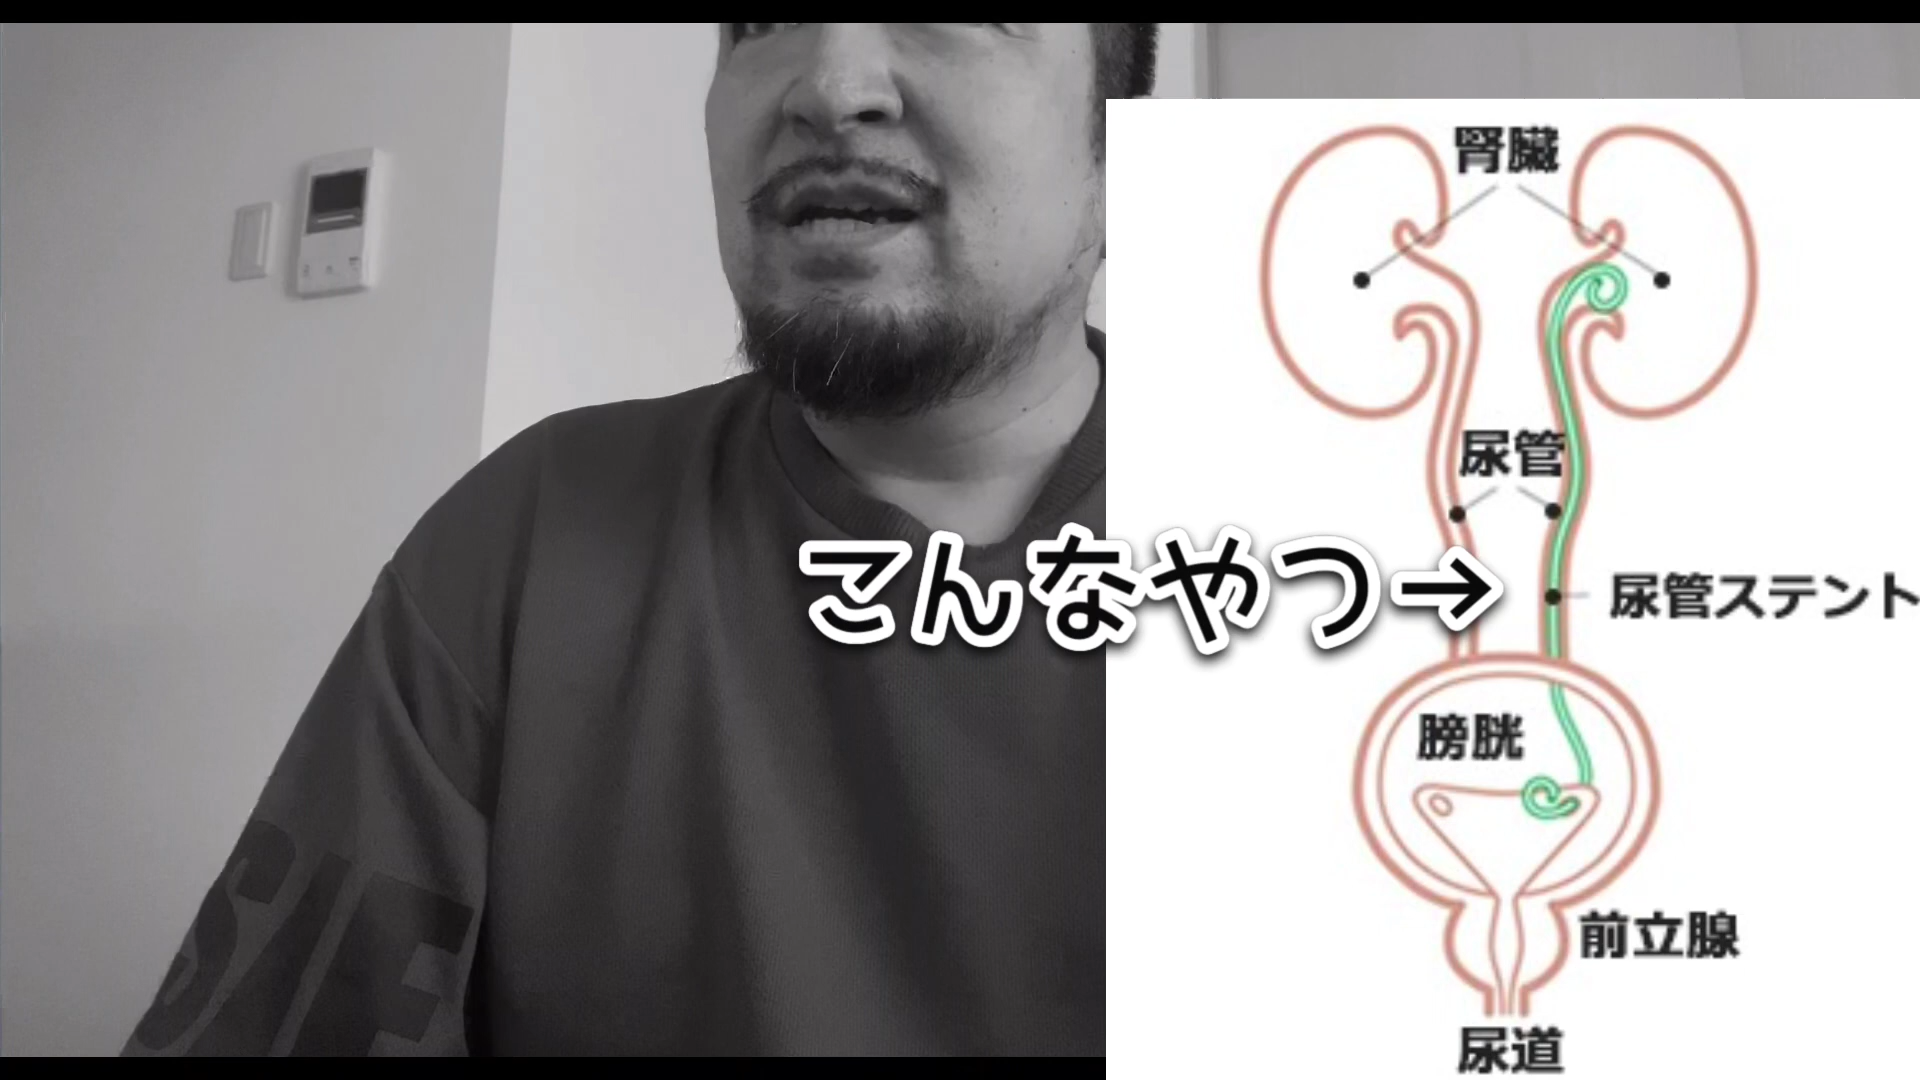 腎臓
尿管
こんなやつ→
尿管ステント
膀胱
前立腺
尿道